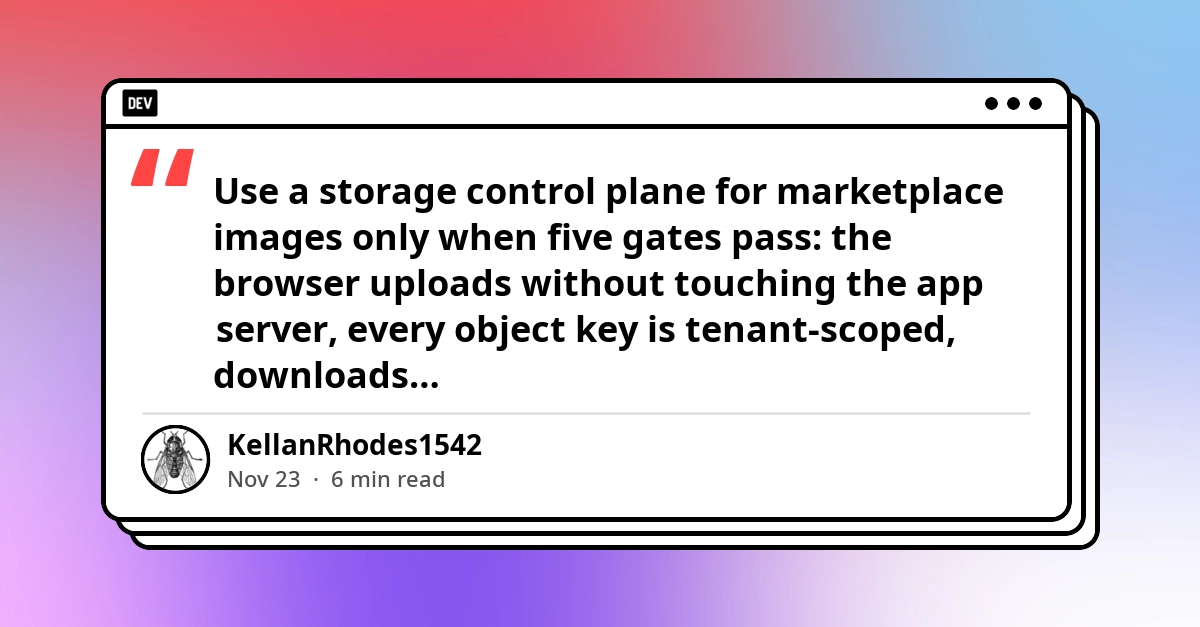 DEV
“
Use a storage control plane for marketplace
images only when five gates pass: the
browser uploads without touching the app
server, every object key is tenant-scoped,
downloads...
KellanRhodes1542
Nov 23 · 6 min read